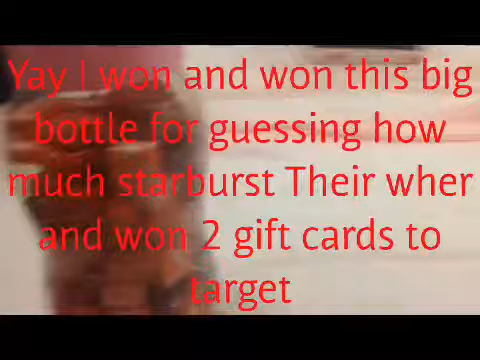 Yay I won and won this big
bottle for guessing how
much starburst Their wher
and won 2 gift cards to
target